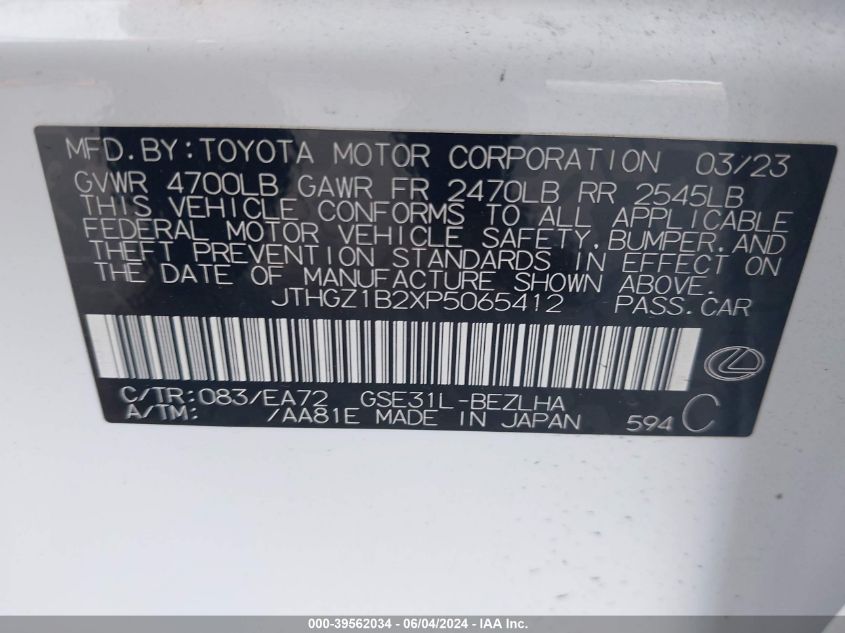 MFD.BY:TOYOTA MOTOR CORPORATION 03/23
GVWR 4700LB GAWR FR 2470LB RR 2545LB
THIS VEHICLE CONFORMS TO ALL APPLICABLE
FEDERAL MOTOR VEHICLE SAFETY,BUMPER,AND
THEFT PREVENTION STANDARDS IN EFFECT ON
THE DATE OF MANUFACTURE SHOWN ABOVE.
JTHGZ1B2XP5065412 PASS.CAR
C/TR:083/EA72 GSE31L-BEZLHA
A/TM: /AA81E MADE IN JAPAN 594 C
000-39562034 - 06/04/2024 - IAA Inc.